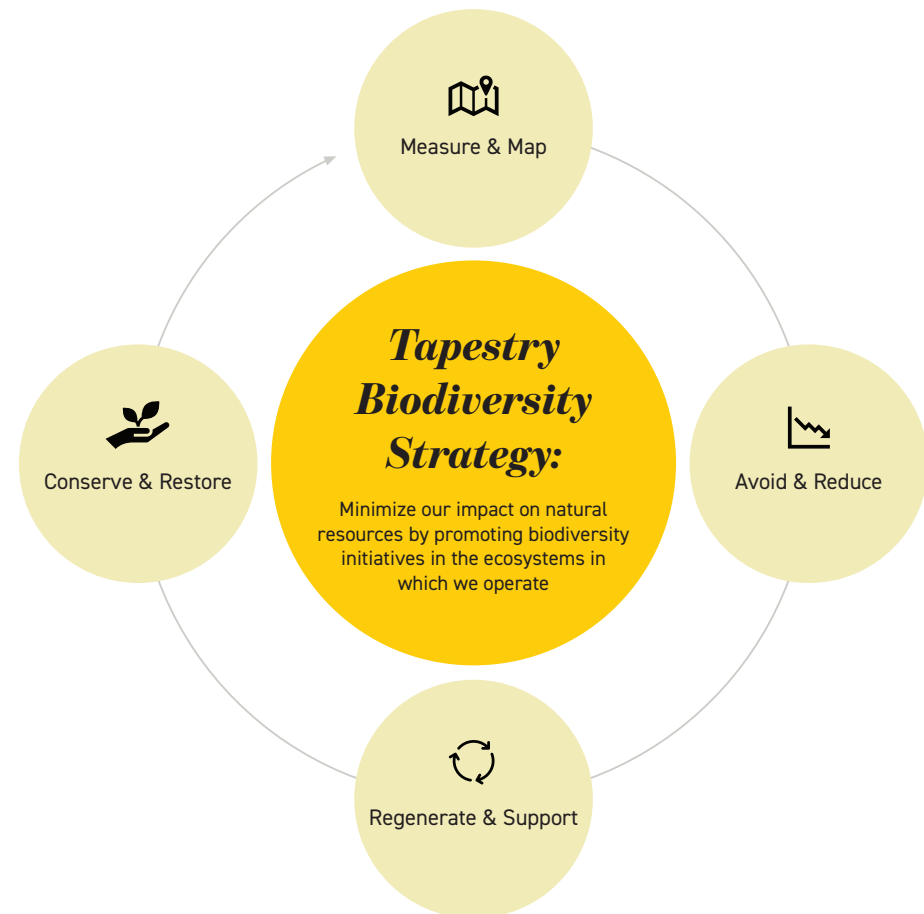 Measure & Map
Tapestry
Biodiversity
Strategy:
Minimize our impact on natural
resources by promoting biodiversity
initiatives in the ecosystems in
which we operate
Conserve & Restore
Avoid & Reduce
Regenerate & Support